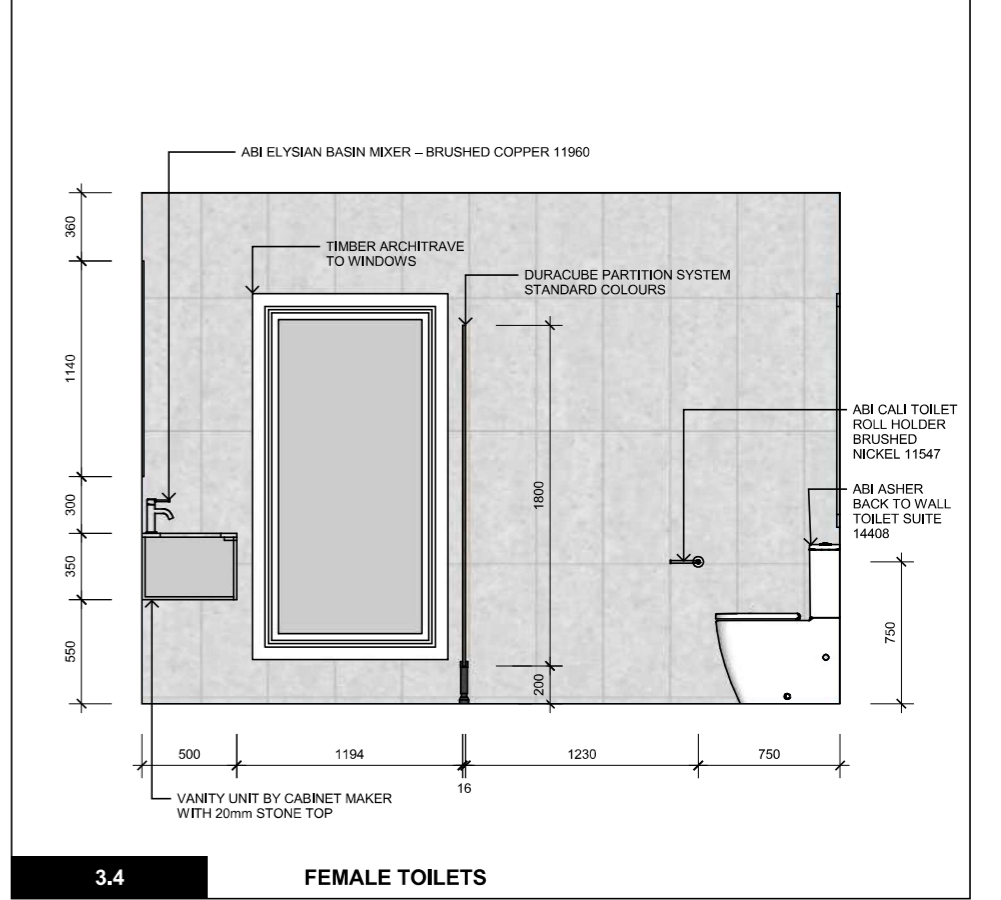 ABI ELYSIAN BASIN MIXER – BRUSHED COPPER 11960
360
TIMBER ARCHITRAVE
TO WINDOWS
DURACUBE PARTITION SYSTEM
STANDARD COLOURS
1140
ABI CALI TOILET
ROLL HOLDER
BRUSHED
NICKEL 11547
300
1800
ABI ASHER
BACK TO WALL
TOILET SUITE
14408
350
550
750
200
500
1194
1230
750
16
VANITY UNIT BY CABINET MAKER
WITH 20mm STONE TOP
3.4
FEMALE TOILETS